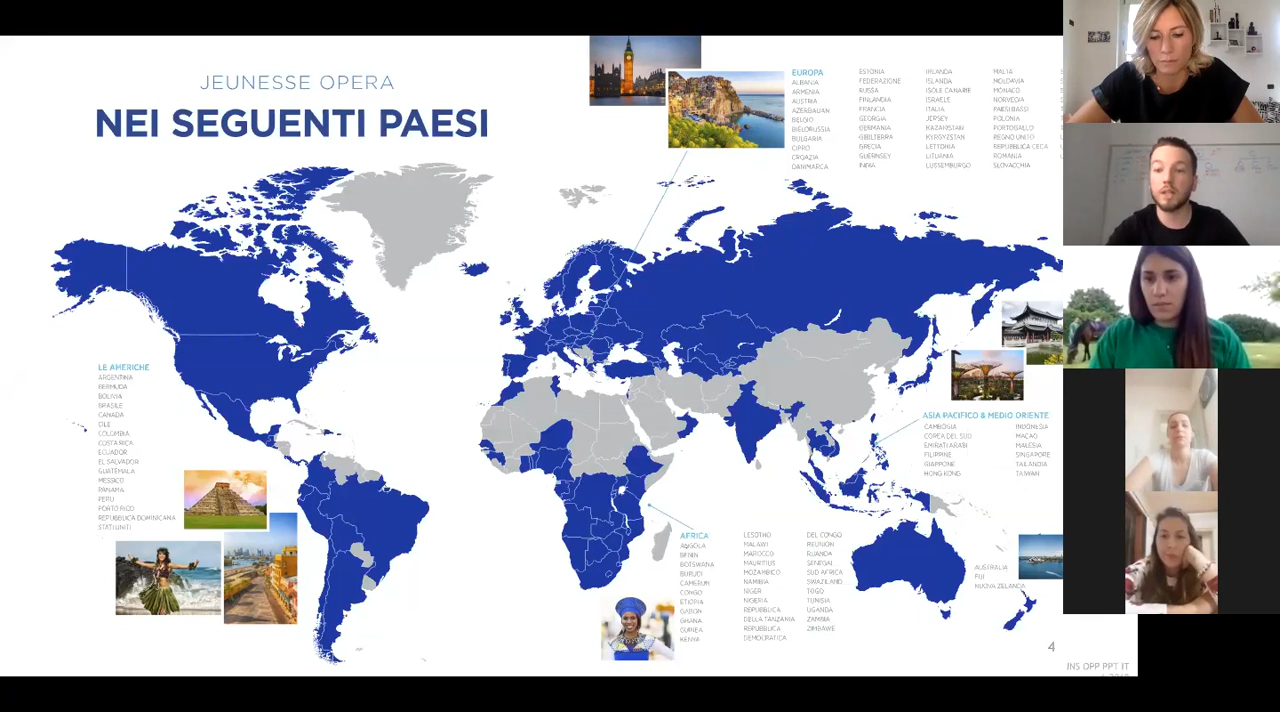 JEUNESSE OPERA
NEI SEGUENTI PAESI
EUROPA
ALBANIA
ARMENIA
AUSTRIA
AZERBAIJAN
BELGIO
BIELORUSSIA
BULGARIA
CIPRO
CROAZIA
DANIMARCA
ESTONIA
FEDERAZIONE
RUSSA
FINLANDIA
FRANCIA
GEORGIA
GERMANIA
GIBILTERRA
GRECIA
GUERNSEY
INDIA
IRLANDA
ISLANDA
ISOLE CANARIE
ISRAELE
ITALIA
JERSEY
KAZAKISTAN
KYRGYZSTAN
LETTONIA
LITUANIA
LUSSEMBURGO
MALTA
MOLDAVIA
MONACO
NORVEGIA
PAESI BASSI
POLONIA
PORTOGALLO
REGNO UNITO
REPUBBLICA CECA
ROMANIA
SLOVACCHIA
LE AMERICHE
ARGENTINA
BERMUDA
BOLIVIA
BRASILE
CANADA
CILE
COLOMBIA
COSTA RICA
ECUADOR
EL SALVADOR
GUATEMALA
MESSICO
PANAMA
PERU
PORTO RICO
REPUBBLICA DOMINICANA
STATI UNITI
ASIA PACIFICO & MEDIO ORIENTE
CAMBOGIA
COREA DEL SUD
EMIRATI ARABI
FILIPPINE
GIAPPONE
HONG KONG
INDONESIA
MACAO
MALESIA
SINGAPORE
TAILANDIA
TAIWAN
AFRICA
ANGOLA
BENIN
BOTSWANA
BURUDI
CAMERUN
CONGO
ETIOPIA
GABON
GHANA
GUINEA
KENYA
LESOTHO
MALAWI
MAROCCO
MAURITIUS
MOZAMBICO
NAMIBIA
NIGER
NIGERIA
REPUBBLICA
DELLA TANZANIA
REPUBBLICA
DEMOCRATICA
DEL CONGO
REUNION
RUANDA
SENEGAL
SUD AFRICA
SWAZILAND
TOGO
TUNISIA
UGANDA
ZAMBIA
ZIMBAWE
AUSTRALIA
FIJI
NUOVA ZELANDA
4
INS OPP PPT IT